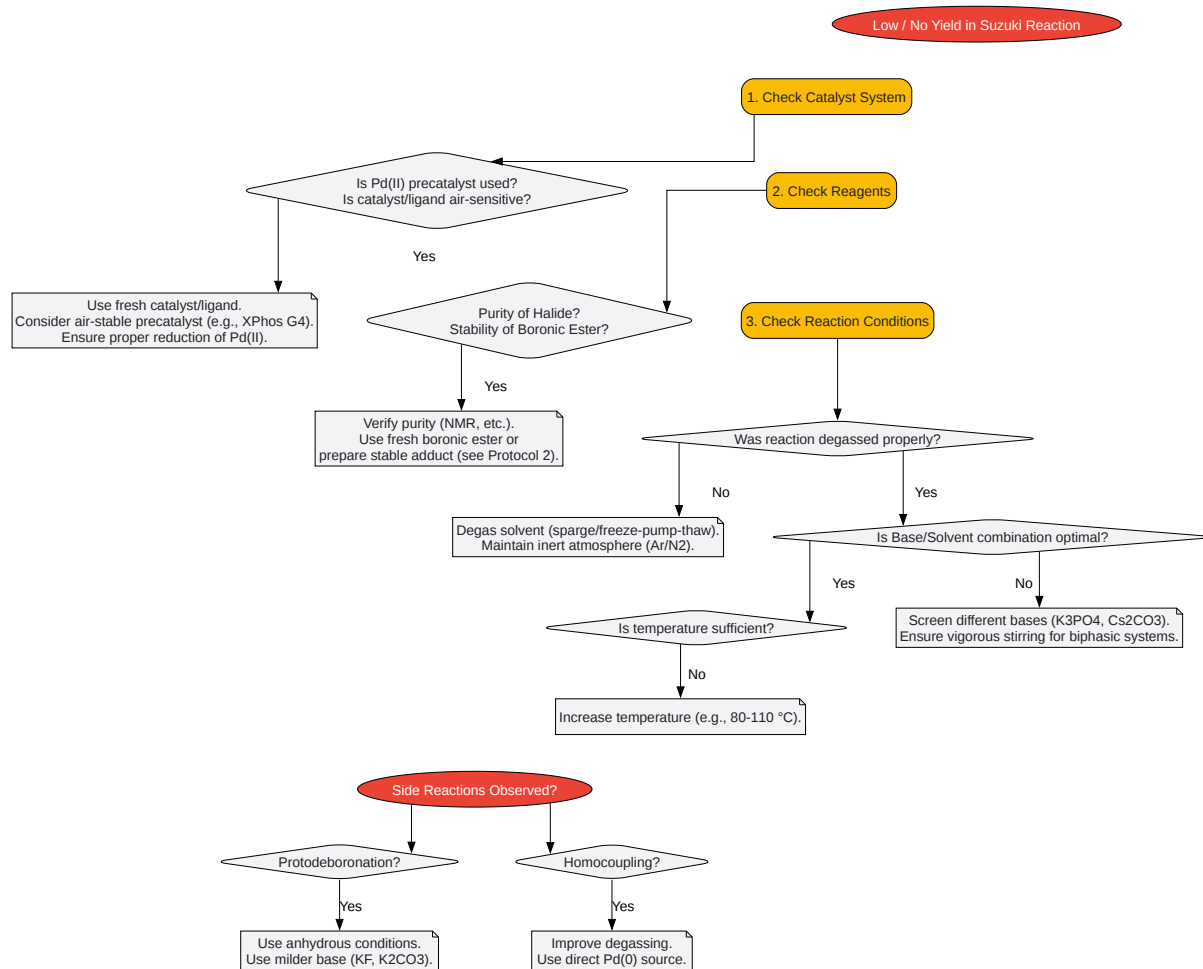 Low / No Yield in Suzuki Reaction
1. Check Catalyst System
Is Pd(II) precatalyst used?
Is catalyst/ligand air-sensitive?
2. Check Reagents
Yes
Use fresh catalyst/ligand.
Consider air-stable precatalyst (e.g., XPhos G4).
Ensure proper reduction of Pd(II).
Purity of Halide?
Stability of Boronic Ester?
3. Check Reaction Conditions
Yes
Verify purity (NMR, etc.).
Use fresh boronic ester or
prepare stable adduct (see Protocol 2).
Was reaction degassed properly?
No
Yes
Degas solvent (sparge/freeze-pump-thaw).
Maintain inert atmosphere (Ar/N2).
Is Base/Solvent combination optimal?
Yes
No
Screen different bases (K3PO4, Cs2CO3).
Ensure vigorous stirring for biphasic systems.
Is temperature sufficient?
No
Increase temperature (e.g., 80-110 °C).
Side Reactions Observed?
Protodeboronation?
Homocoupling?
Yes
Yes
Use anhydrous conditions.
Use milder base (KF, K2CO3).
Improve degassing.
Use direct Pd(0) source.